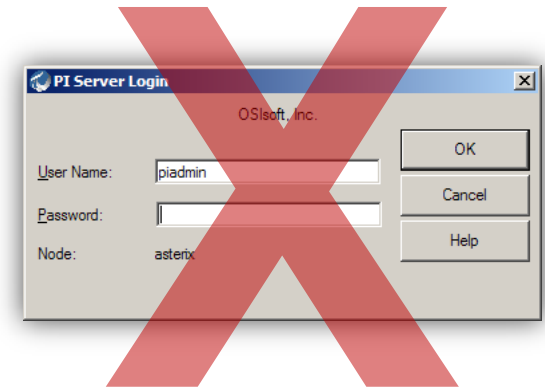 PI Server Login
OSIsoft, Inc.
User Name: piadmin
Password:
Node: asterix
OK
Cancel
Help